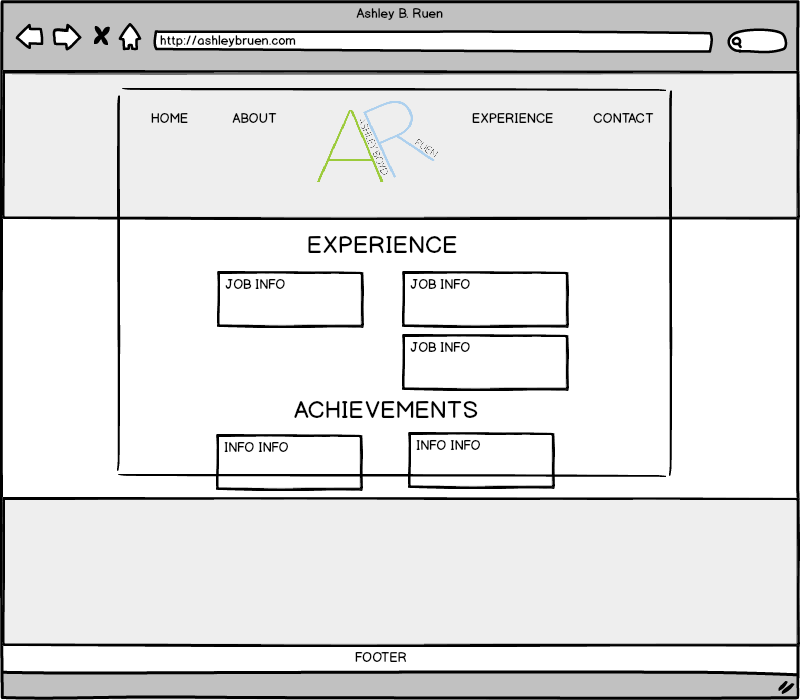 Ashley B. Ruen
http://ashleybruen.com
HOME ABOUT EXPERIENCE CONTACT
AR
ASHLEY BOYD
RUEN
EXPERIENCE
JOB INFO JOB INFO
JOB INFO
ACHIEVEMENTS
INFO INFO INFO INFO
FOOTER